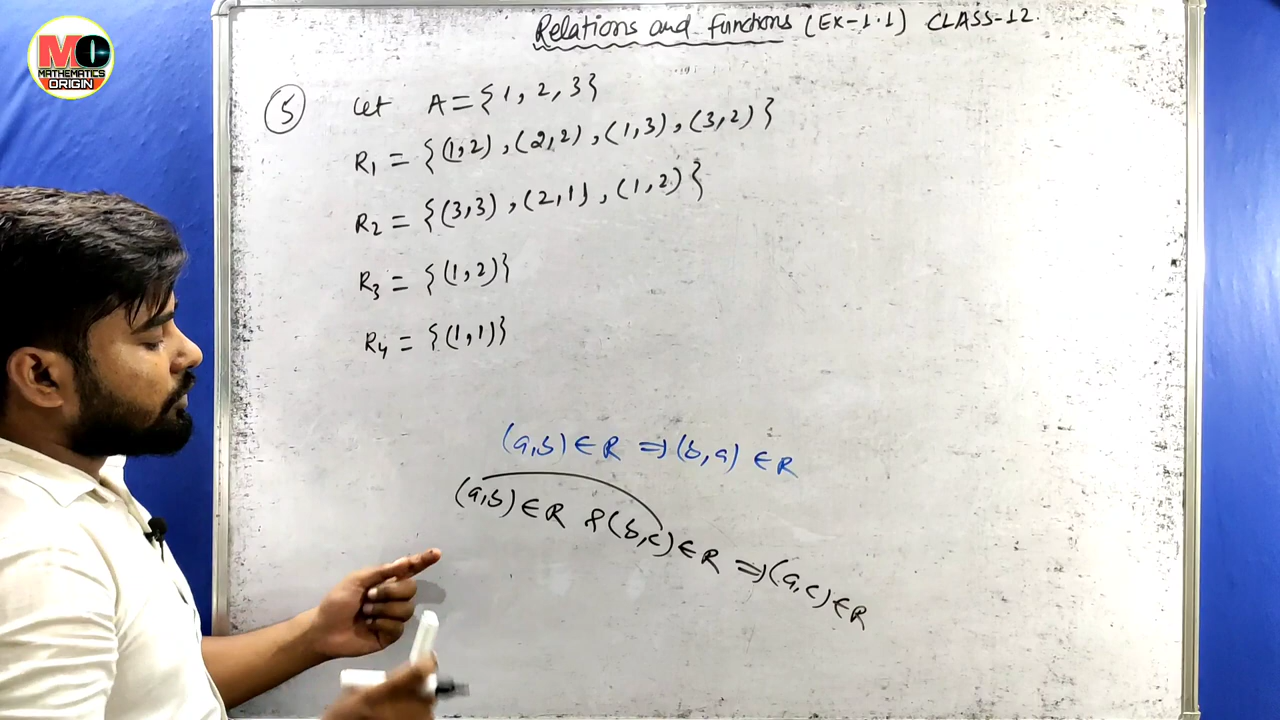 MO
MATHEMATICS
ORIGIN
Relations and functions (Ex-1.1) CLASS-12.
5 Let A = {1, 2, 3}
R1 = {(1,2), (2,2), (1,3), (3,2)}
R2 = {(3,3), (2,1), (1,2)}
R3 = {(1,2)}
R4 = {(1,1)}
(a,b) ∈ R ⇒ (b,a) ∈ R
(a,b) ∈ R & (b,c) ∈ R ⇒ (a,c) ∈ R